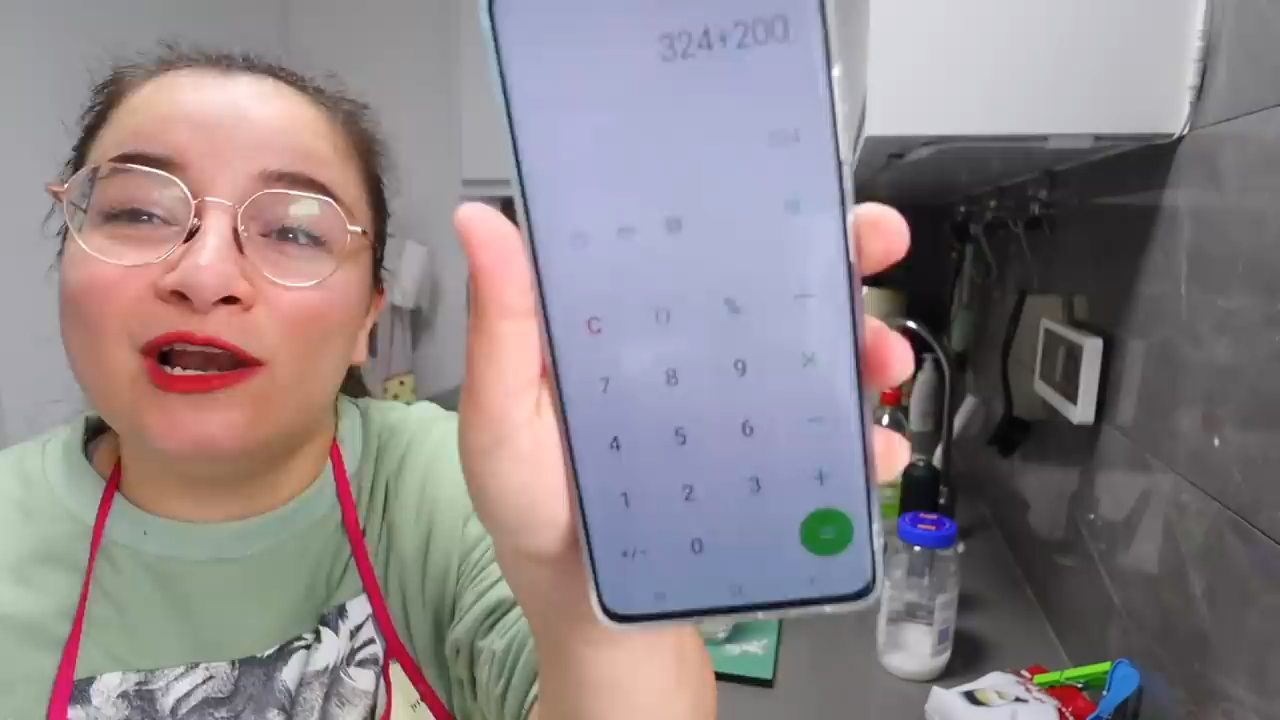 324+200
C () %
7 8 9 ×
4 5 6 −
1 2 3 +
+/- 0 =